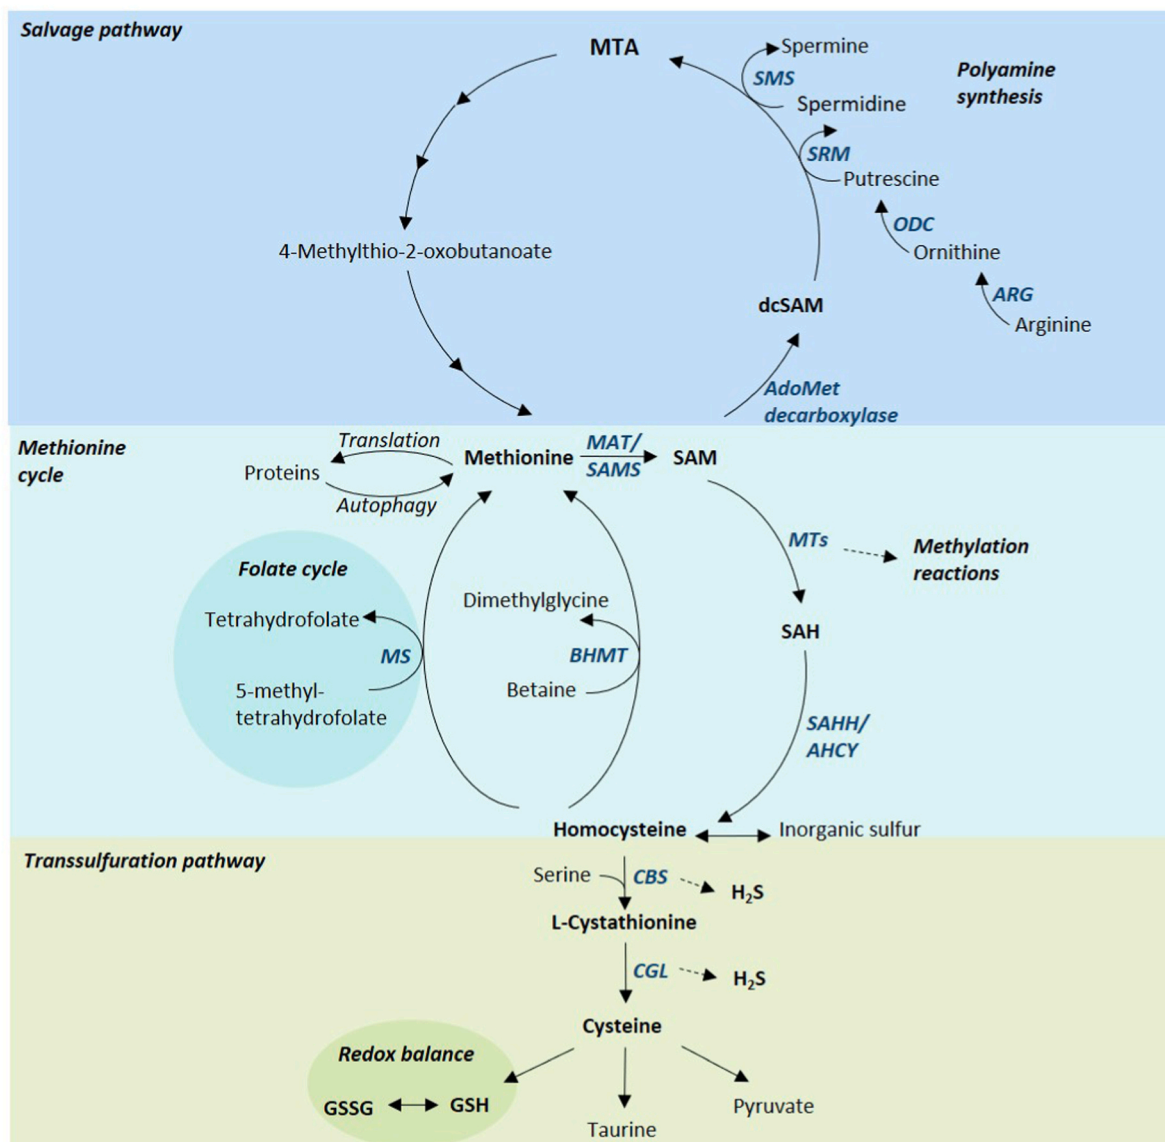 Salvage pathway
MTA
Spermine
SMS
Polyamine
synthesis
Spermidine
SRM
Putrescine
ODC
4-Methylthio-2-oxobutanoate
Ornithine
ARG
dcSAM
Arginine
AdoMet
decarboxylase
Methionine
cycle
Translation
Proteins
Autophagy
Methionine
MAT/
SAMS
SAM
MTs
Methylation
reactions
Folate cycle
Tetrahydrofolate
MS
5-methyl-
tetrahydrofolate
Dimethylglycine
BHMT
Betaine
SAH
SAHH/
AHCY
Homocysteine
Inorganic sulfur
Transsulfuration pathway
Serine
CBS
H₂S
L-Cystathionine
CGL
H₂S
Cysteine
Redox balance
GSSG
GSH
Taurine
Pyruvate